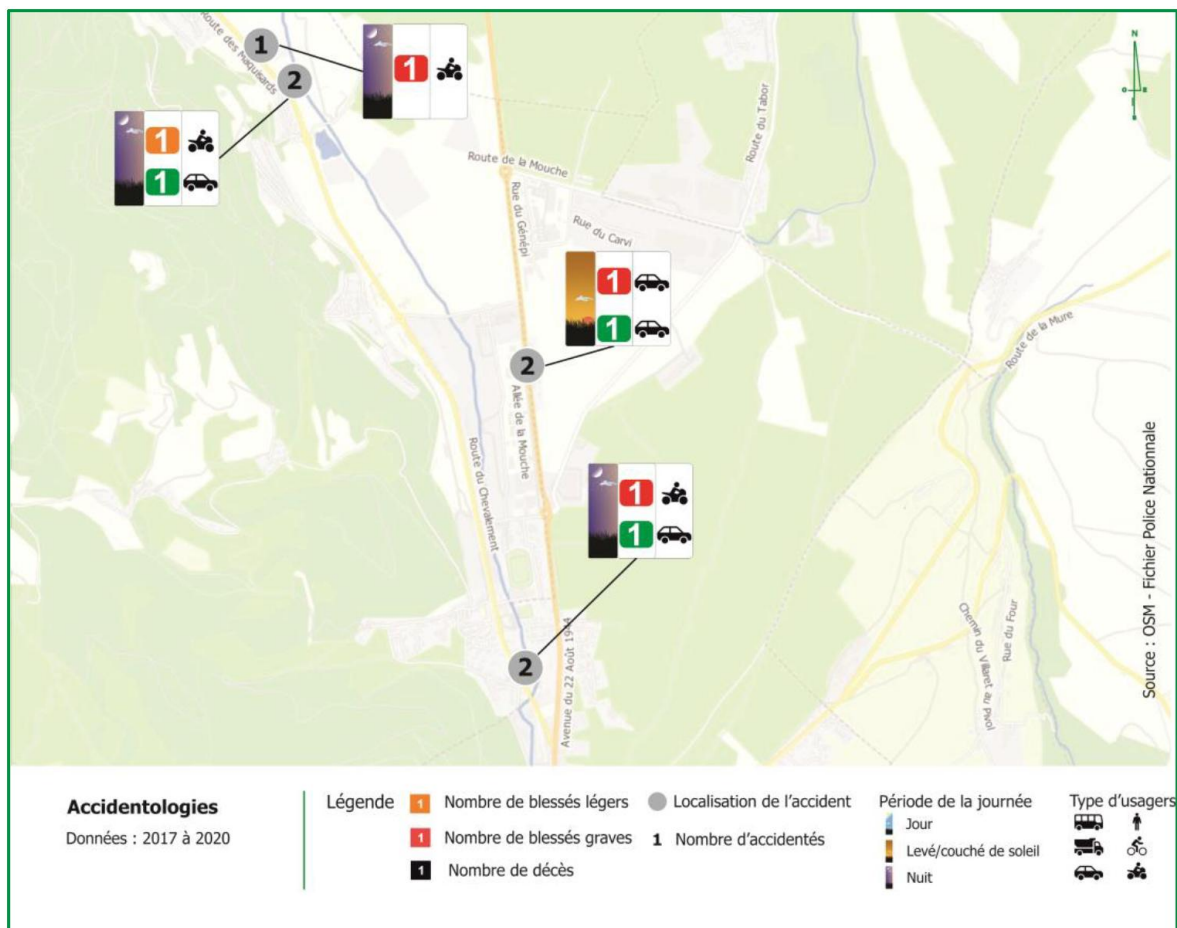 1
2
1
Route des Maquisards
1
1
Route de la Mouche
Route du Tabor
N
O E
Rue du Génépi
Rue du Carvi
1
1
2
Allée de la Mouche
Route du Chevalement
1
1
2
Avenue du 22 Août 1944
Route de la Mure
Chemin du Villaret au pivol
Rue du Four
Source : OSM - Fichier Police Nationnale
Accidentologies
Données : 2017 à 2020
Légende
1 Nombre de blessés légers
1 Nombre de blessés graves
1 Nombre de décès
Localisation de l'accident
1 Nombre d'accidentés
Période de la journée
Jour
Levé/couché de soleil
Nuit
Type d'usagers